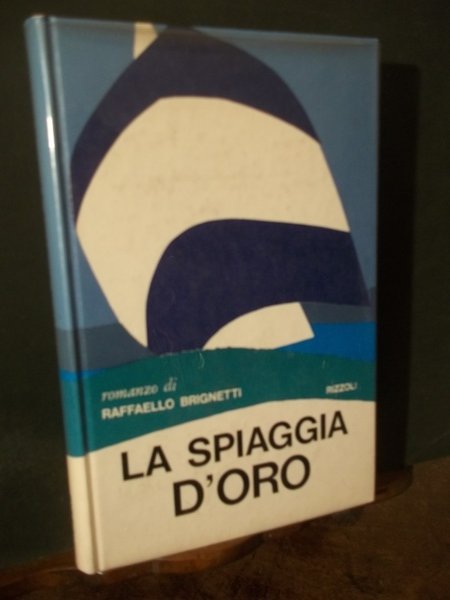 romanzo di
RAFFAELLO BRIGNETTI
RIZZOLI
LA SPIAGGIA
D'ORO